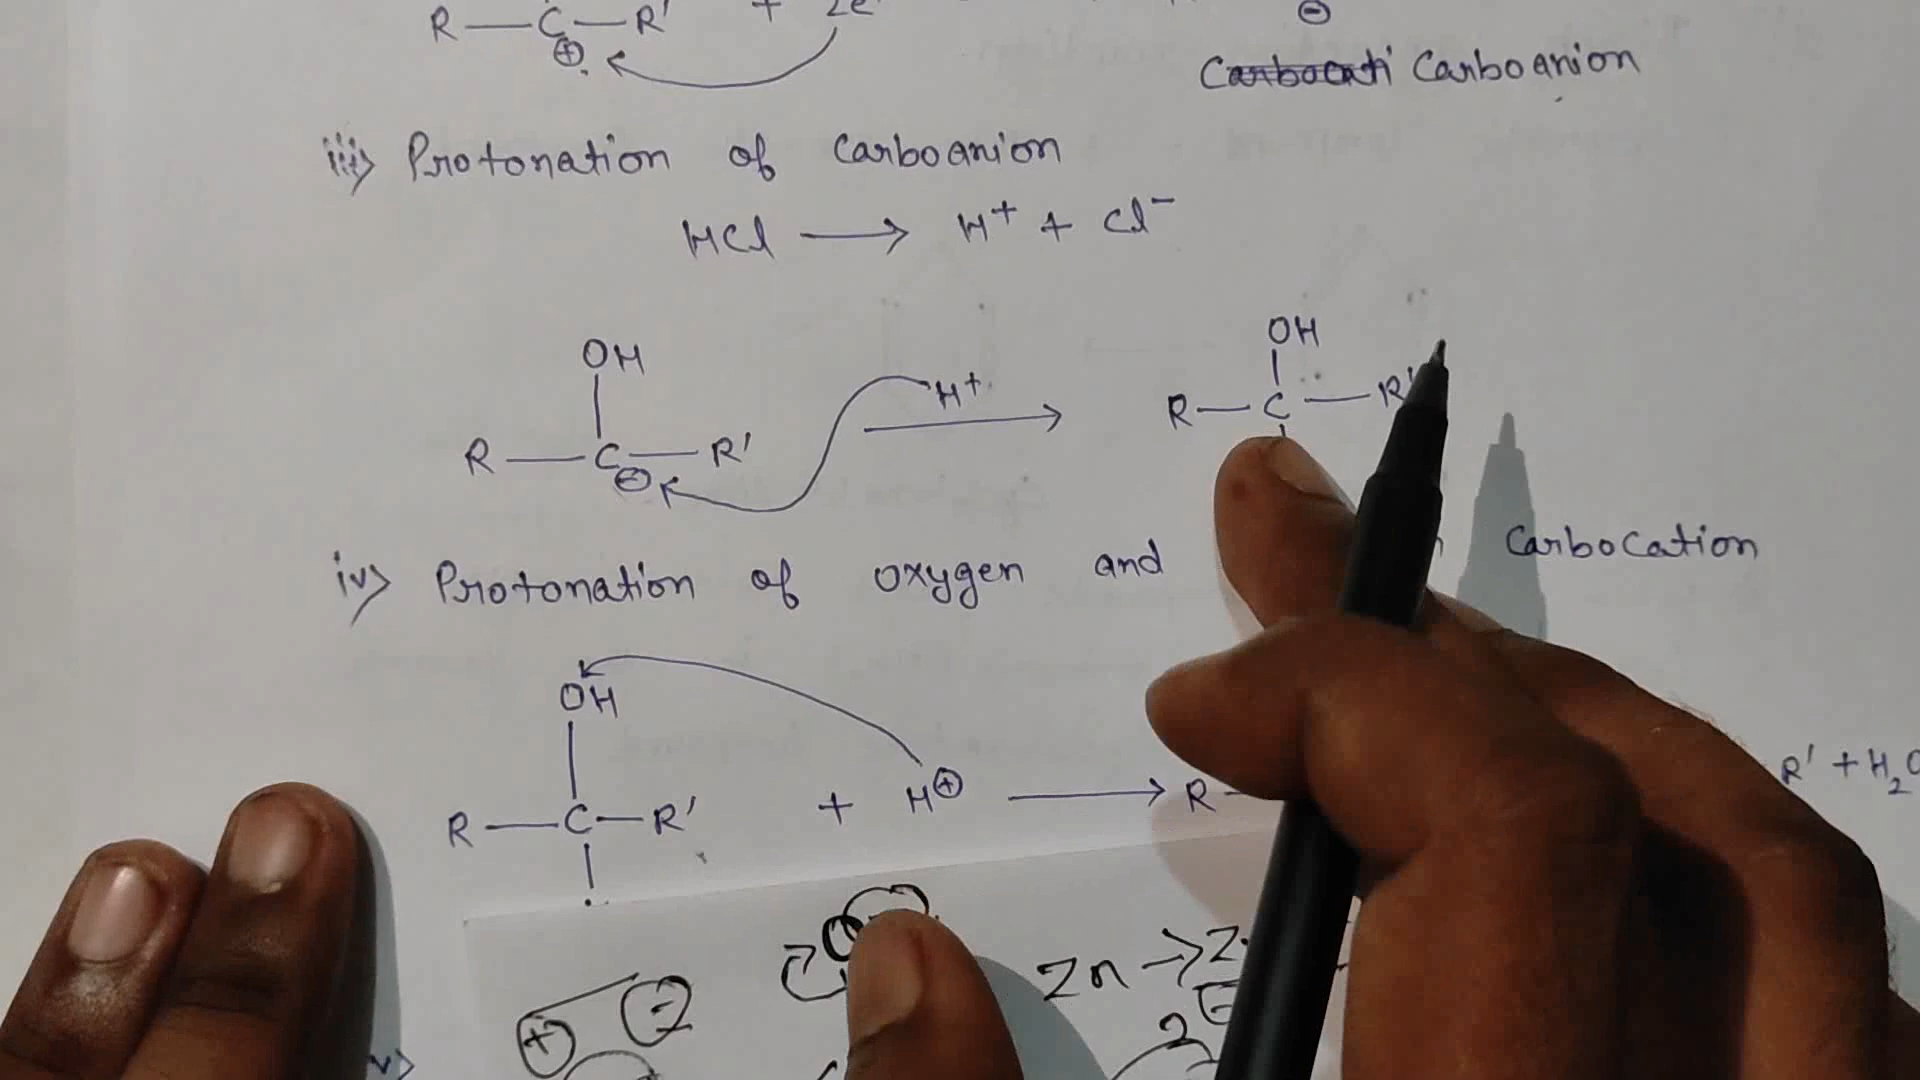 R — C — R' + 2e
⊕ ⊖
Carboanion
iii) Protonation of Carboanion
HCl ⟶ H⁺ + Cl⁻
OH OH
R — C — R' H⁺ ⟶ R — C — R'
⊖
iv) Protonation of oxygen and Carbocation
OH
R — C — R' + H⊕ ⟶ R — R' + H₂O
Zn →
⊕ 2
v)